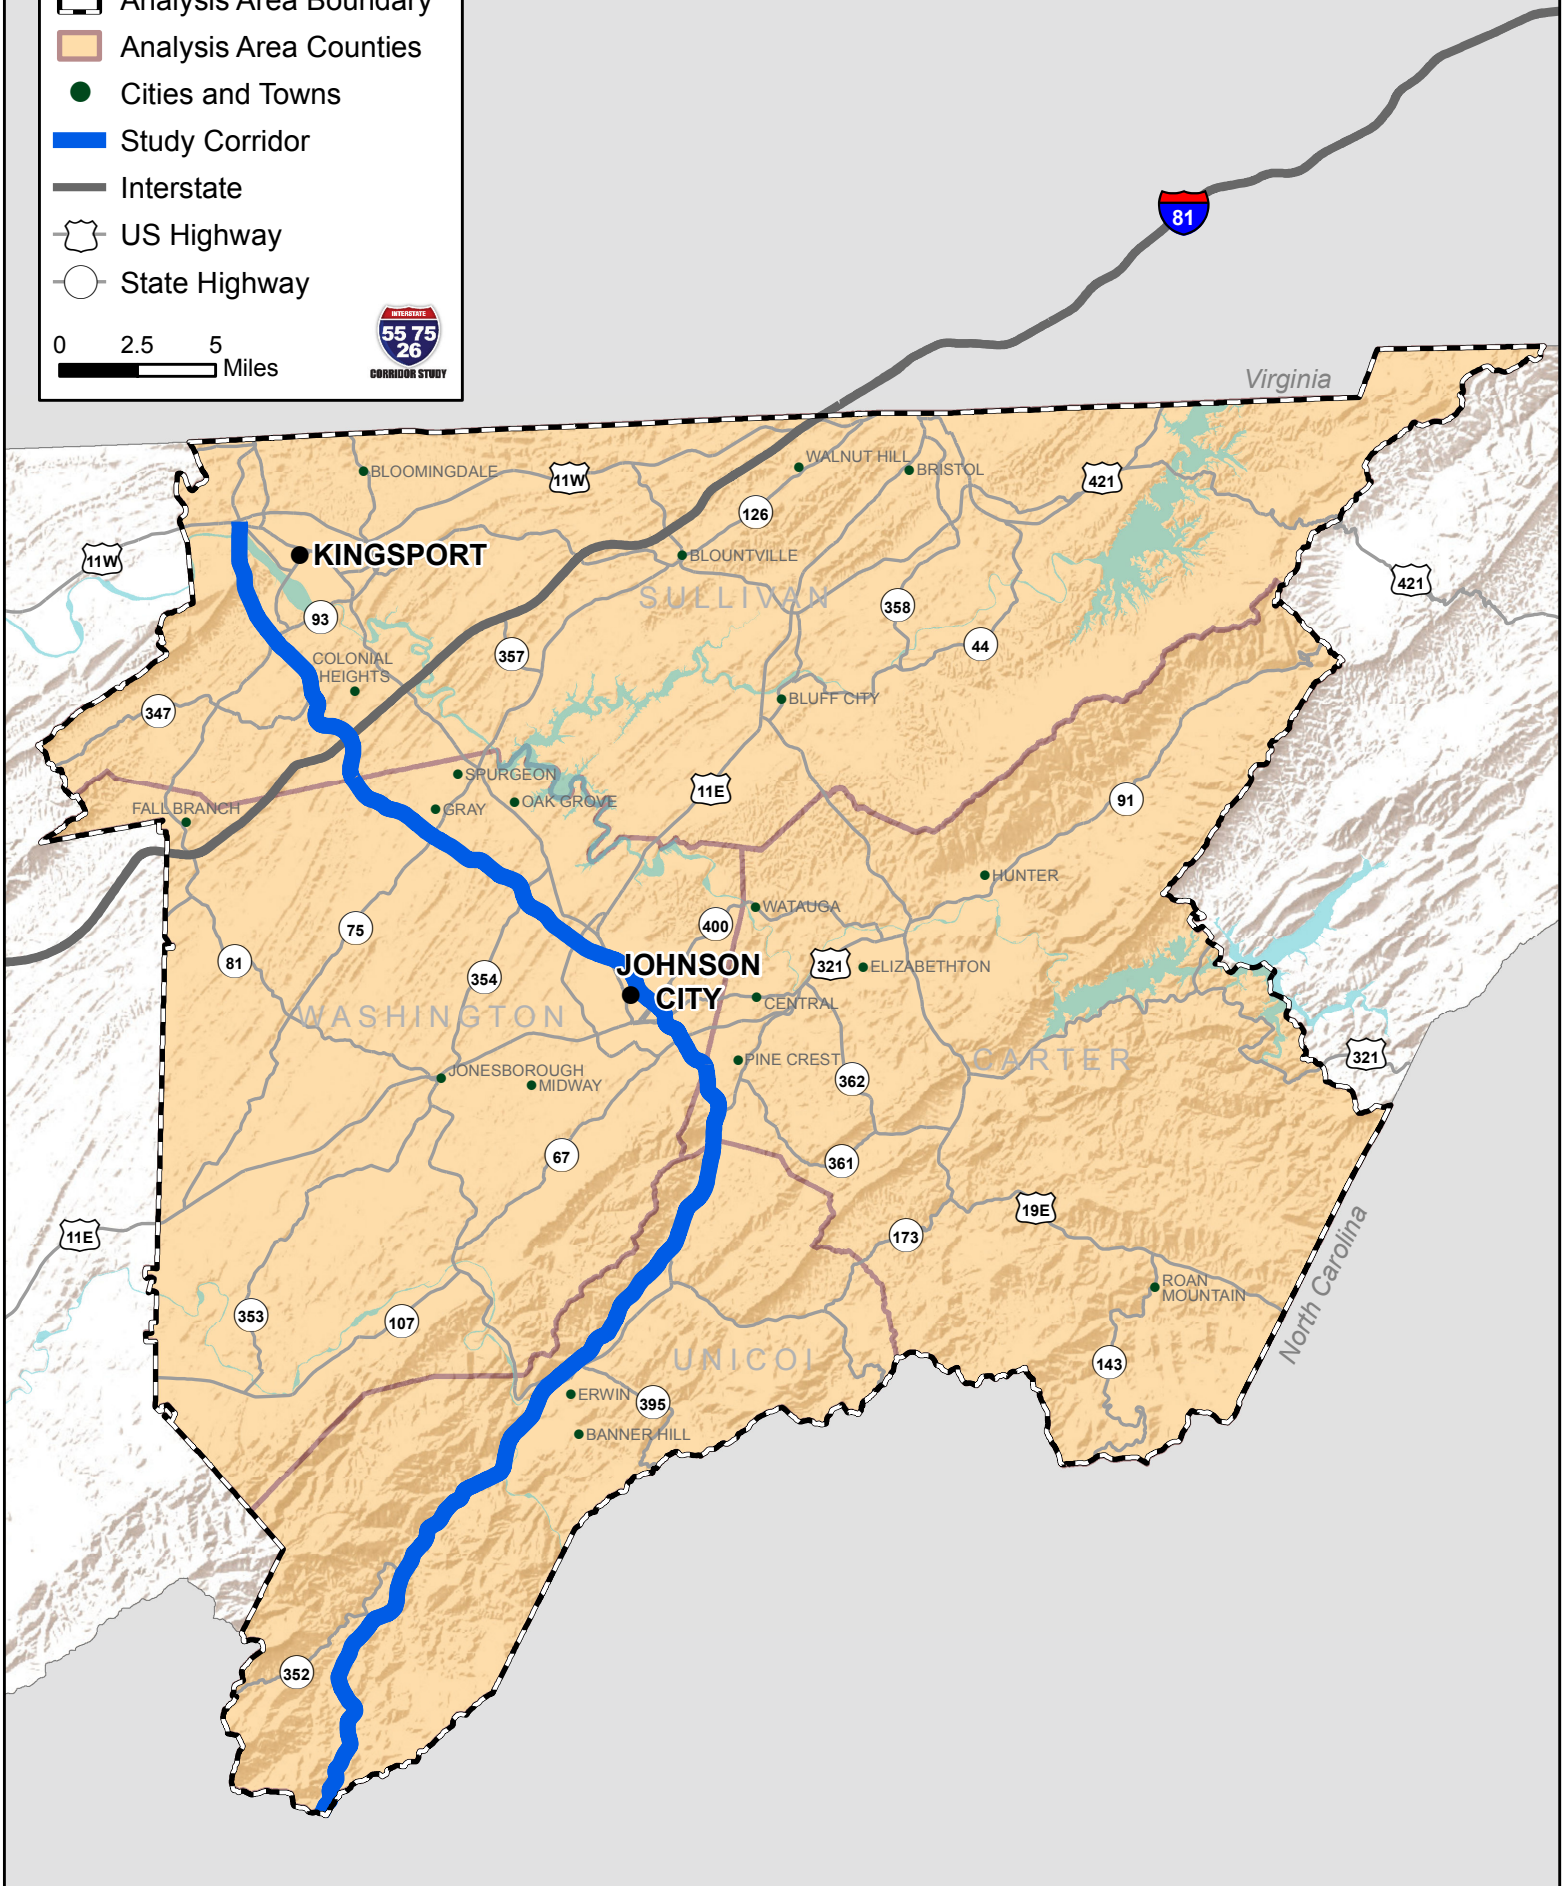 Analysis Area Boundary
Analysis Area Counties
Cities and Towns
Study Corridor
Interstate
US Highway
State Highway
0 2.5 5
Miles
INTERSTATE
55 75
26
CORRIDOR STUDY
81
Virginia
BLOOMINGDALE
11W
WALNUT HILL
BRISTOL
421
126
11W
KINGSPORT
BLOUNTVILLE
421
SULLIVAN
93
358
357
44
COLONIAL
HEIGHTS
BLUFF CITY
347
SPURGEON
11E
OAK GROVE
91
FALL BRANCH
GRAY
HUNTER
WATAUGA
75
400
81
354
JOHNSON
CITY
321
ELIZABETHTON
CENTRAL
WASHINGTON
321
PINE CREST
CARTER
JONESBOROUGH
MIDWAY
362
67
361
19E
11E
173
North Carolina
ROAN
MOUNTAIN
353
107
UNICOI
143
ERWIN
395
BANNER HILL
352